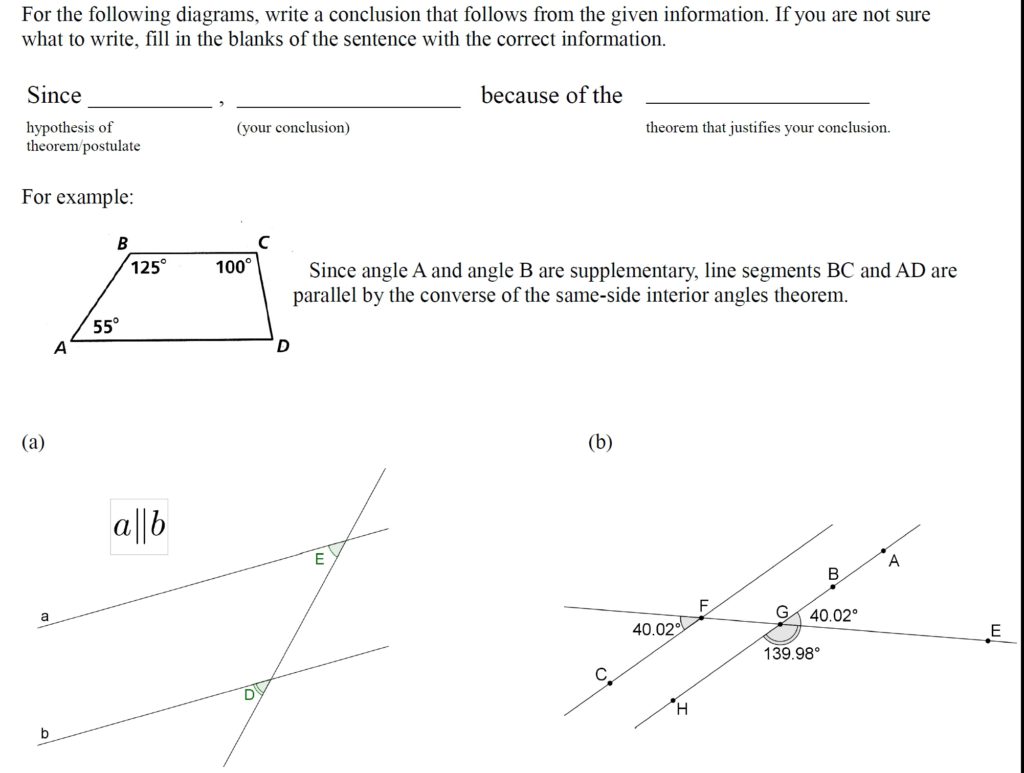 For the following diagrams, write a conclusion that follows from the given information. If you are not sure
what to write, fill in the blanks of the sentence with the correct information.
Since ____________ , ____________________ because of the ____________________
hypothesis of (your conclusion) theorem that justifies your conclusion.
theorem/postulate
For example:
B C
125° 100°
Since angle A and angle B are supplementary, line segments BC and AD are
parallel by the converse of the same-side interior angles theorem.
55°
A D
(a) (b)
a||b
E
a
D
b
A
B
F
G 40.02°
40.02°
E
139.98°
C
H